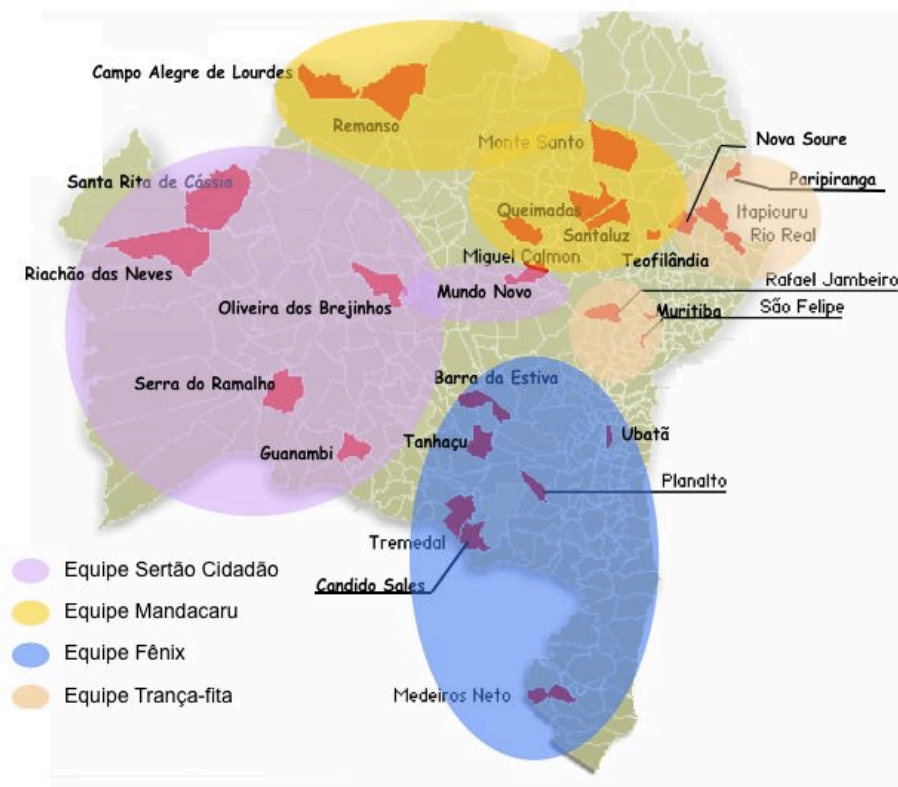 Campo Alegre de Lourdes
Remanso
Monte Santo
Nova Soure
Paripiranga
Santa Rita de Cássia
Queimadas
Itapicuru
Santaluz
Rio Real
Miguel Calmon
Teofilândia
Riachão das Neves
Mundo Novo
Rafael Jambeiro
Oliveira dos Brejinhos
Muritiba
São Felipe
Serra do Ramalho
Barra da Estiva
Tanhaçu
Ubatã
Guanambi
Planalto
Tremedal
Candido Sales
Medeiros Neto
Equipe Sertão Cidadão
Equipe Mandacaru
Equipe Fênix
Equipe Trança-fita